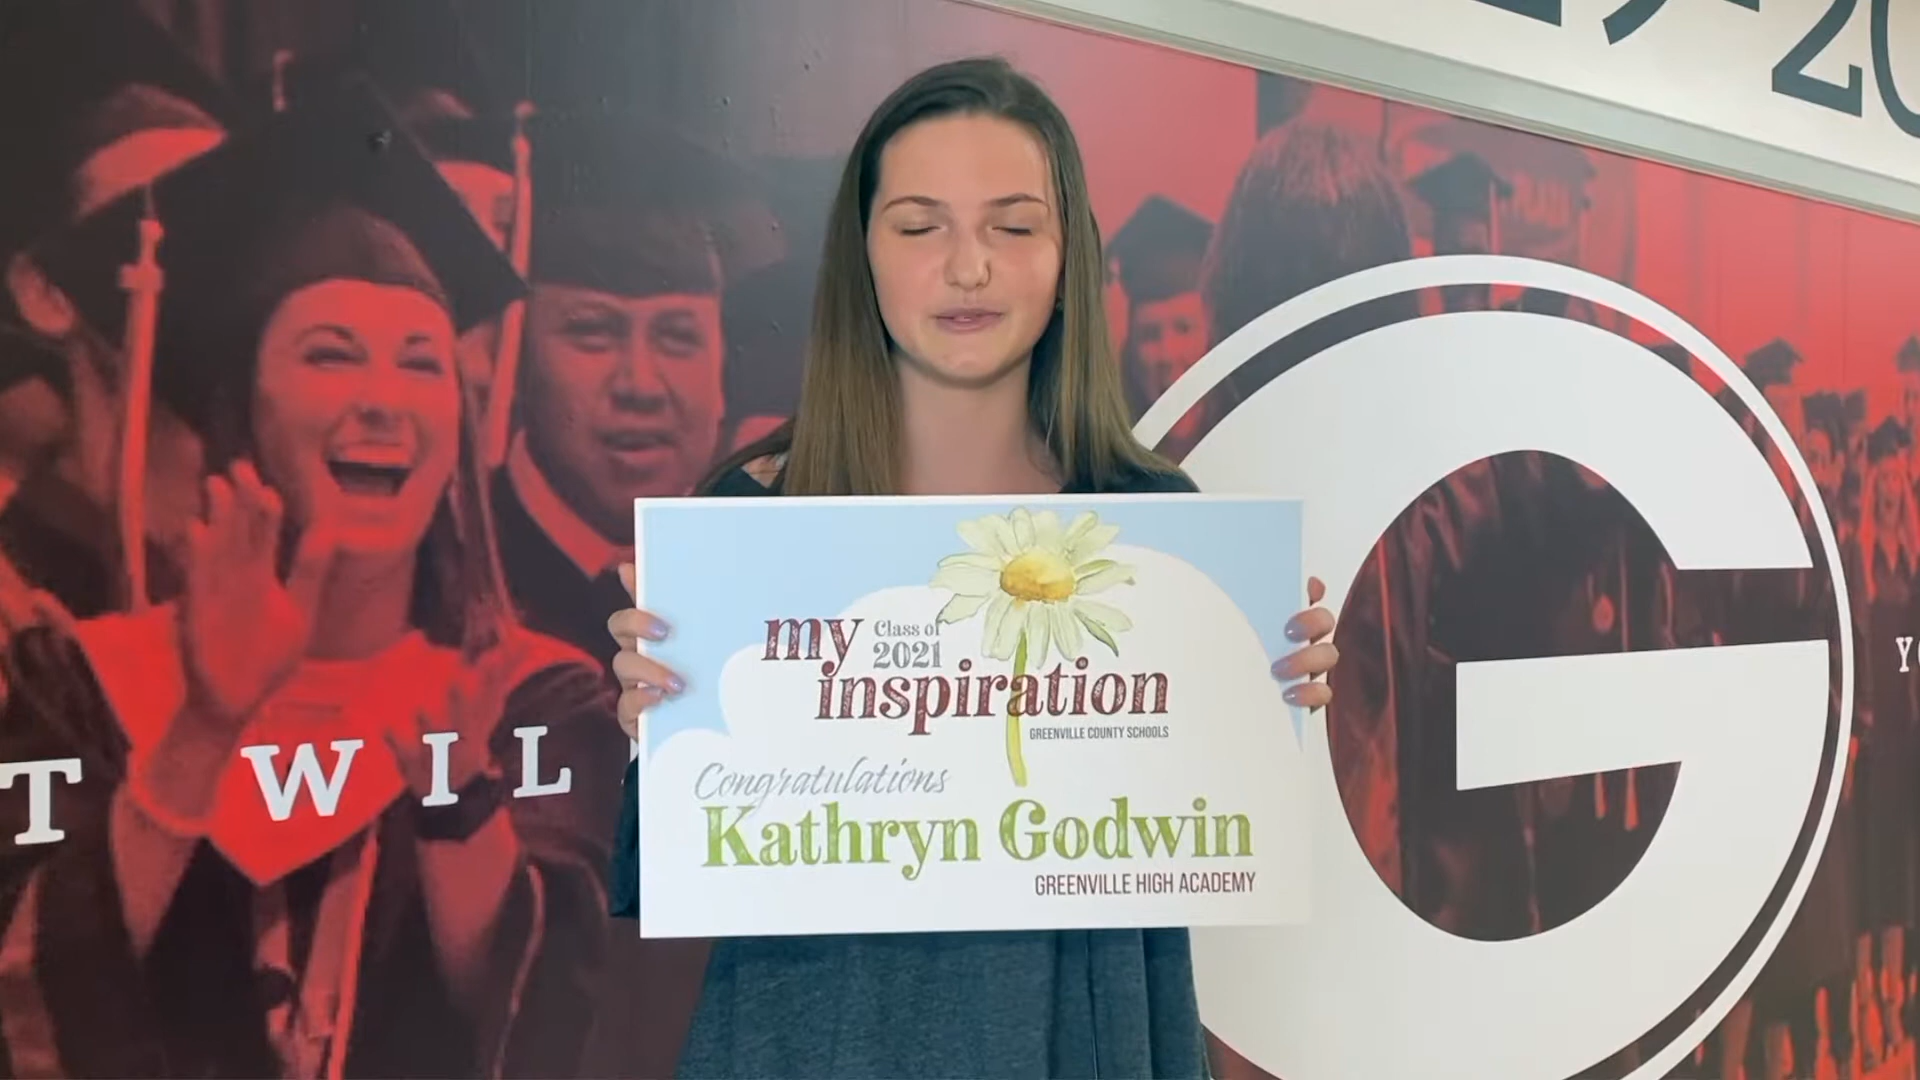 T WIL
G
my Class of
2021
inspiration
GREENVILLE COUNTY SCHOOLS
Congratulations
Kathryn Godwin
GREENVILLE HIGH ACADEMY